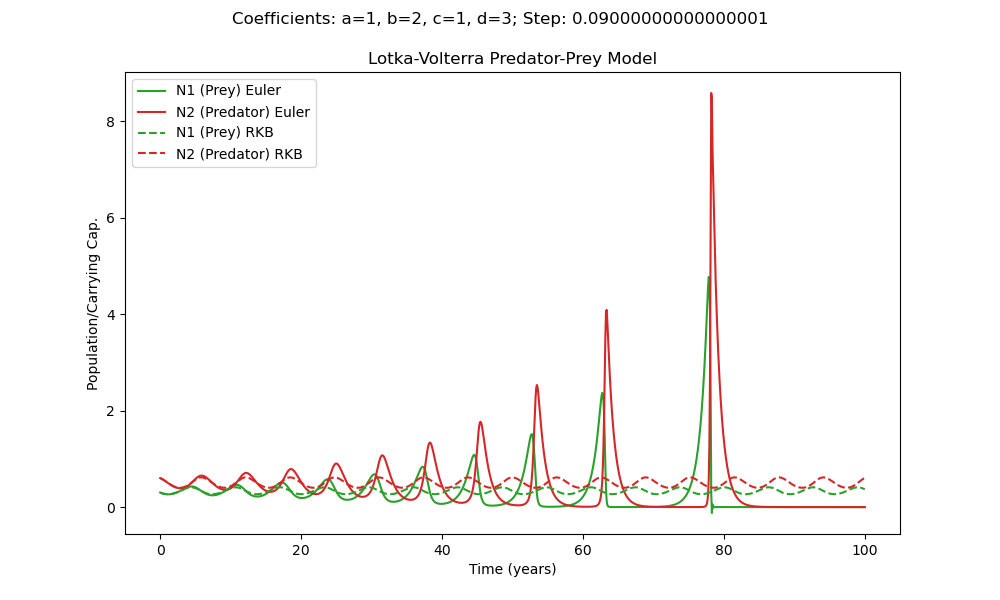 Coefficients: a=1, b=2, c=1, d=3; Step: 0.09000000000000001
Lotka-Volterra Predator-Prey Model
N1 (Prey) Euler
N2 (Predator) Euler
N1 (Prey) RKB
N2 (Predator) RKB
Population/Carrying Cap.
8
6
4
2
0
0 20 40 60 80 100
Time (years)